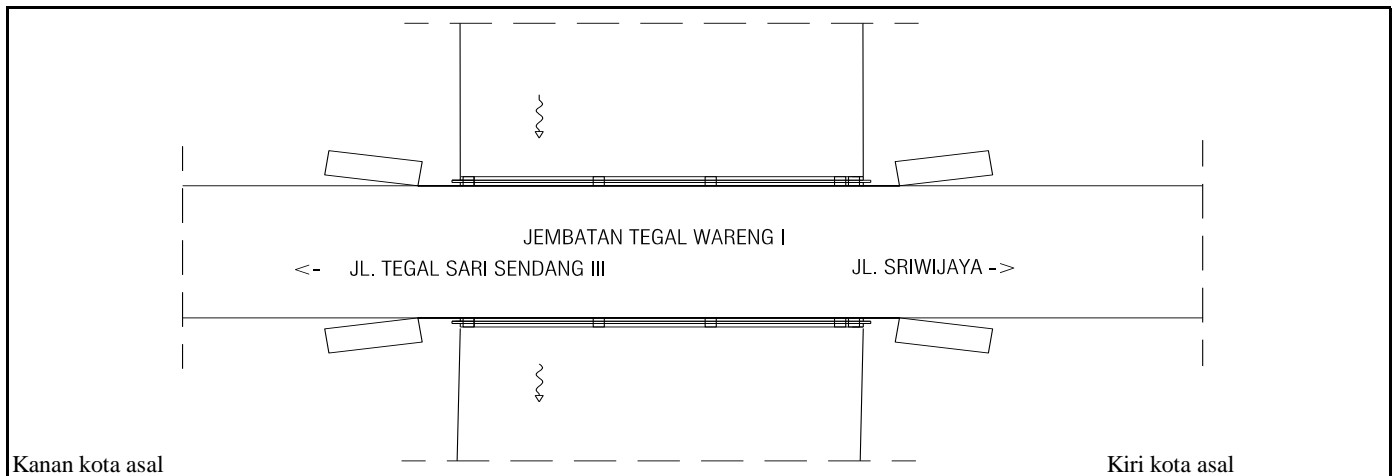 JEMBATAN TEGAL WARENG I
<- JL. TEGAL SARI SENDANG III JL. SRIWIJAYA ->
Kanan kota asal Kiri kota asal